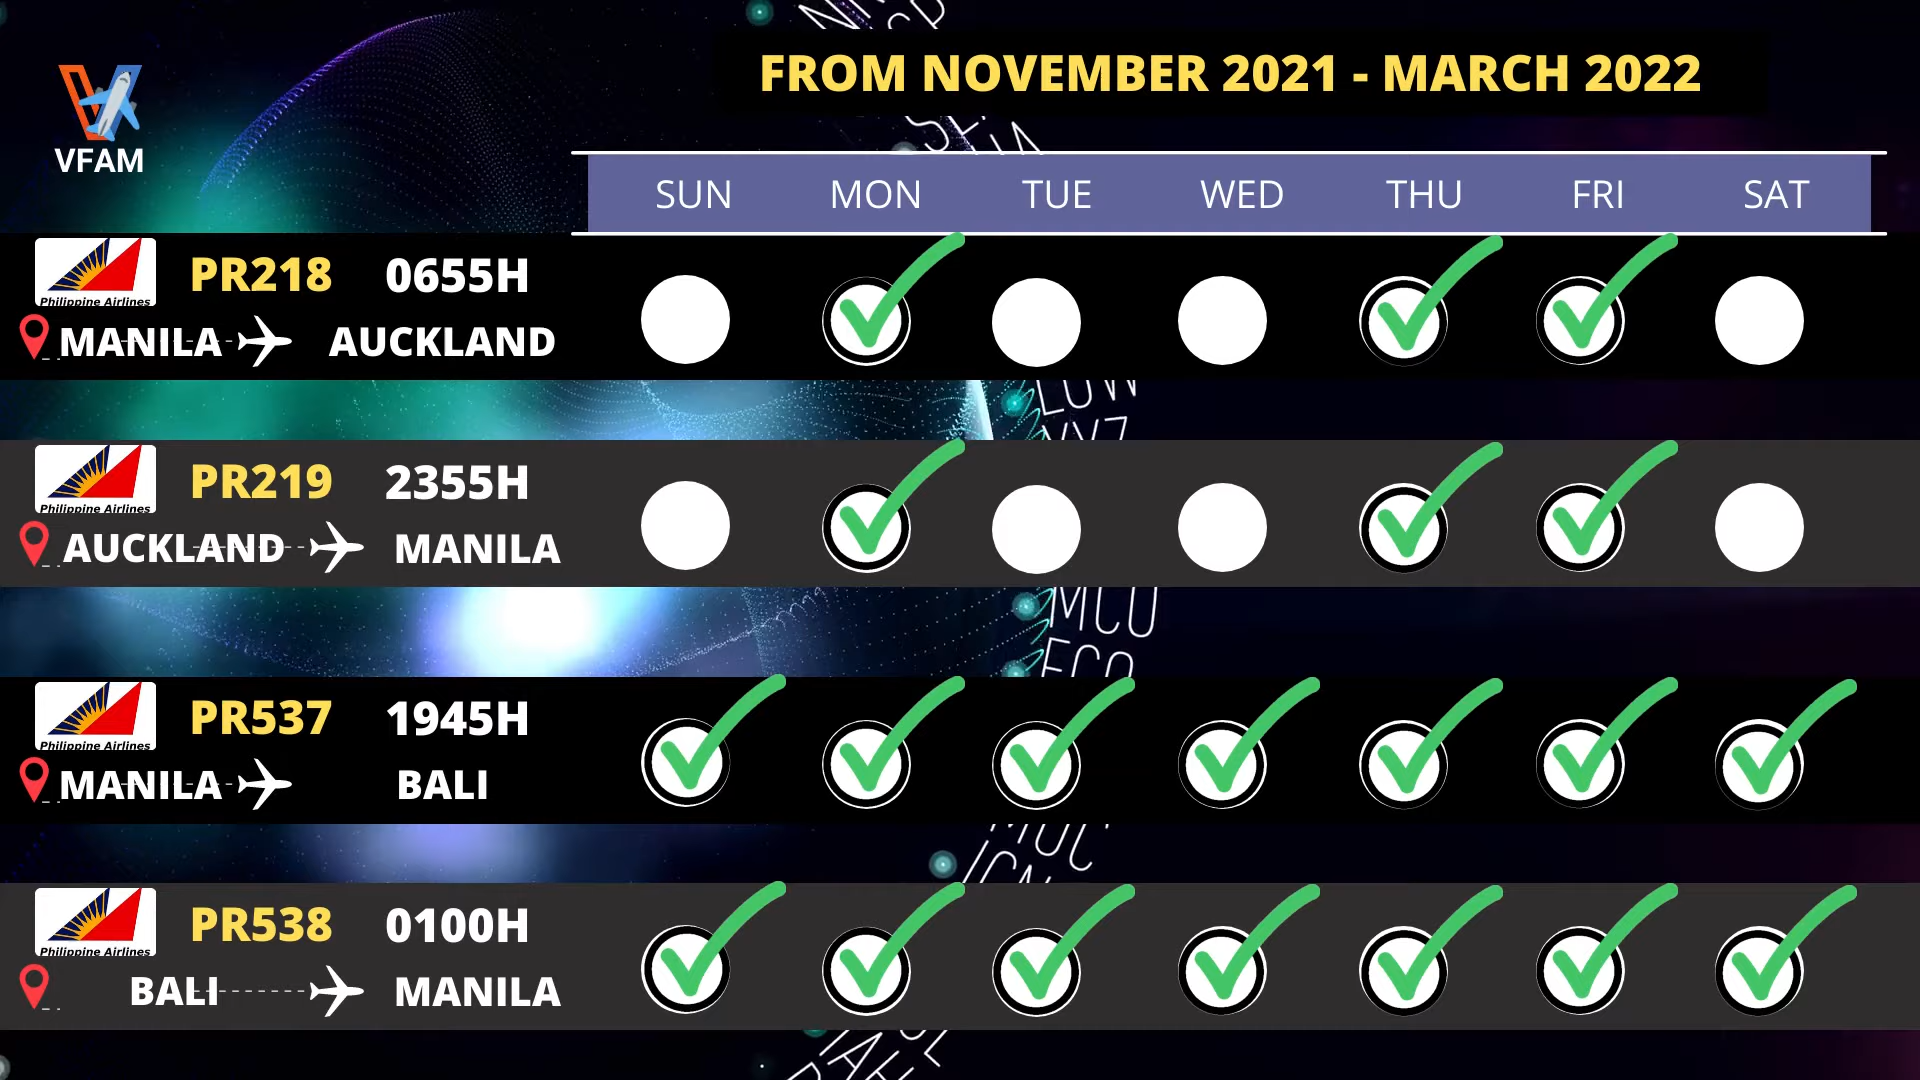 FROM NOVEMBER 2021 - MARCH 2022
VFAM
SUN MON TUE WED THU FRI SAT
Philippine Airlines PR218 0655H
MANILA AUCKLAND
Philippine Airlines PR219 2355H
AUCKLAND MANILA
MCO
Philippine Airlines PR537 1945H
MANILA BALI
Philippine Airlines PR538 0100H
BALI MANILA